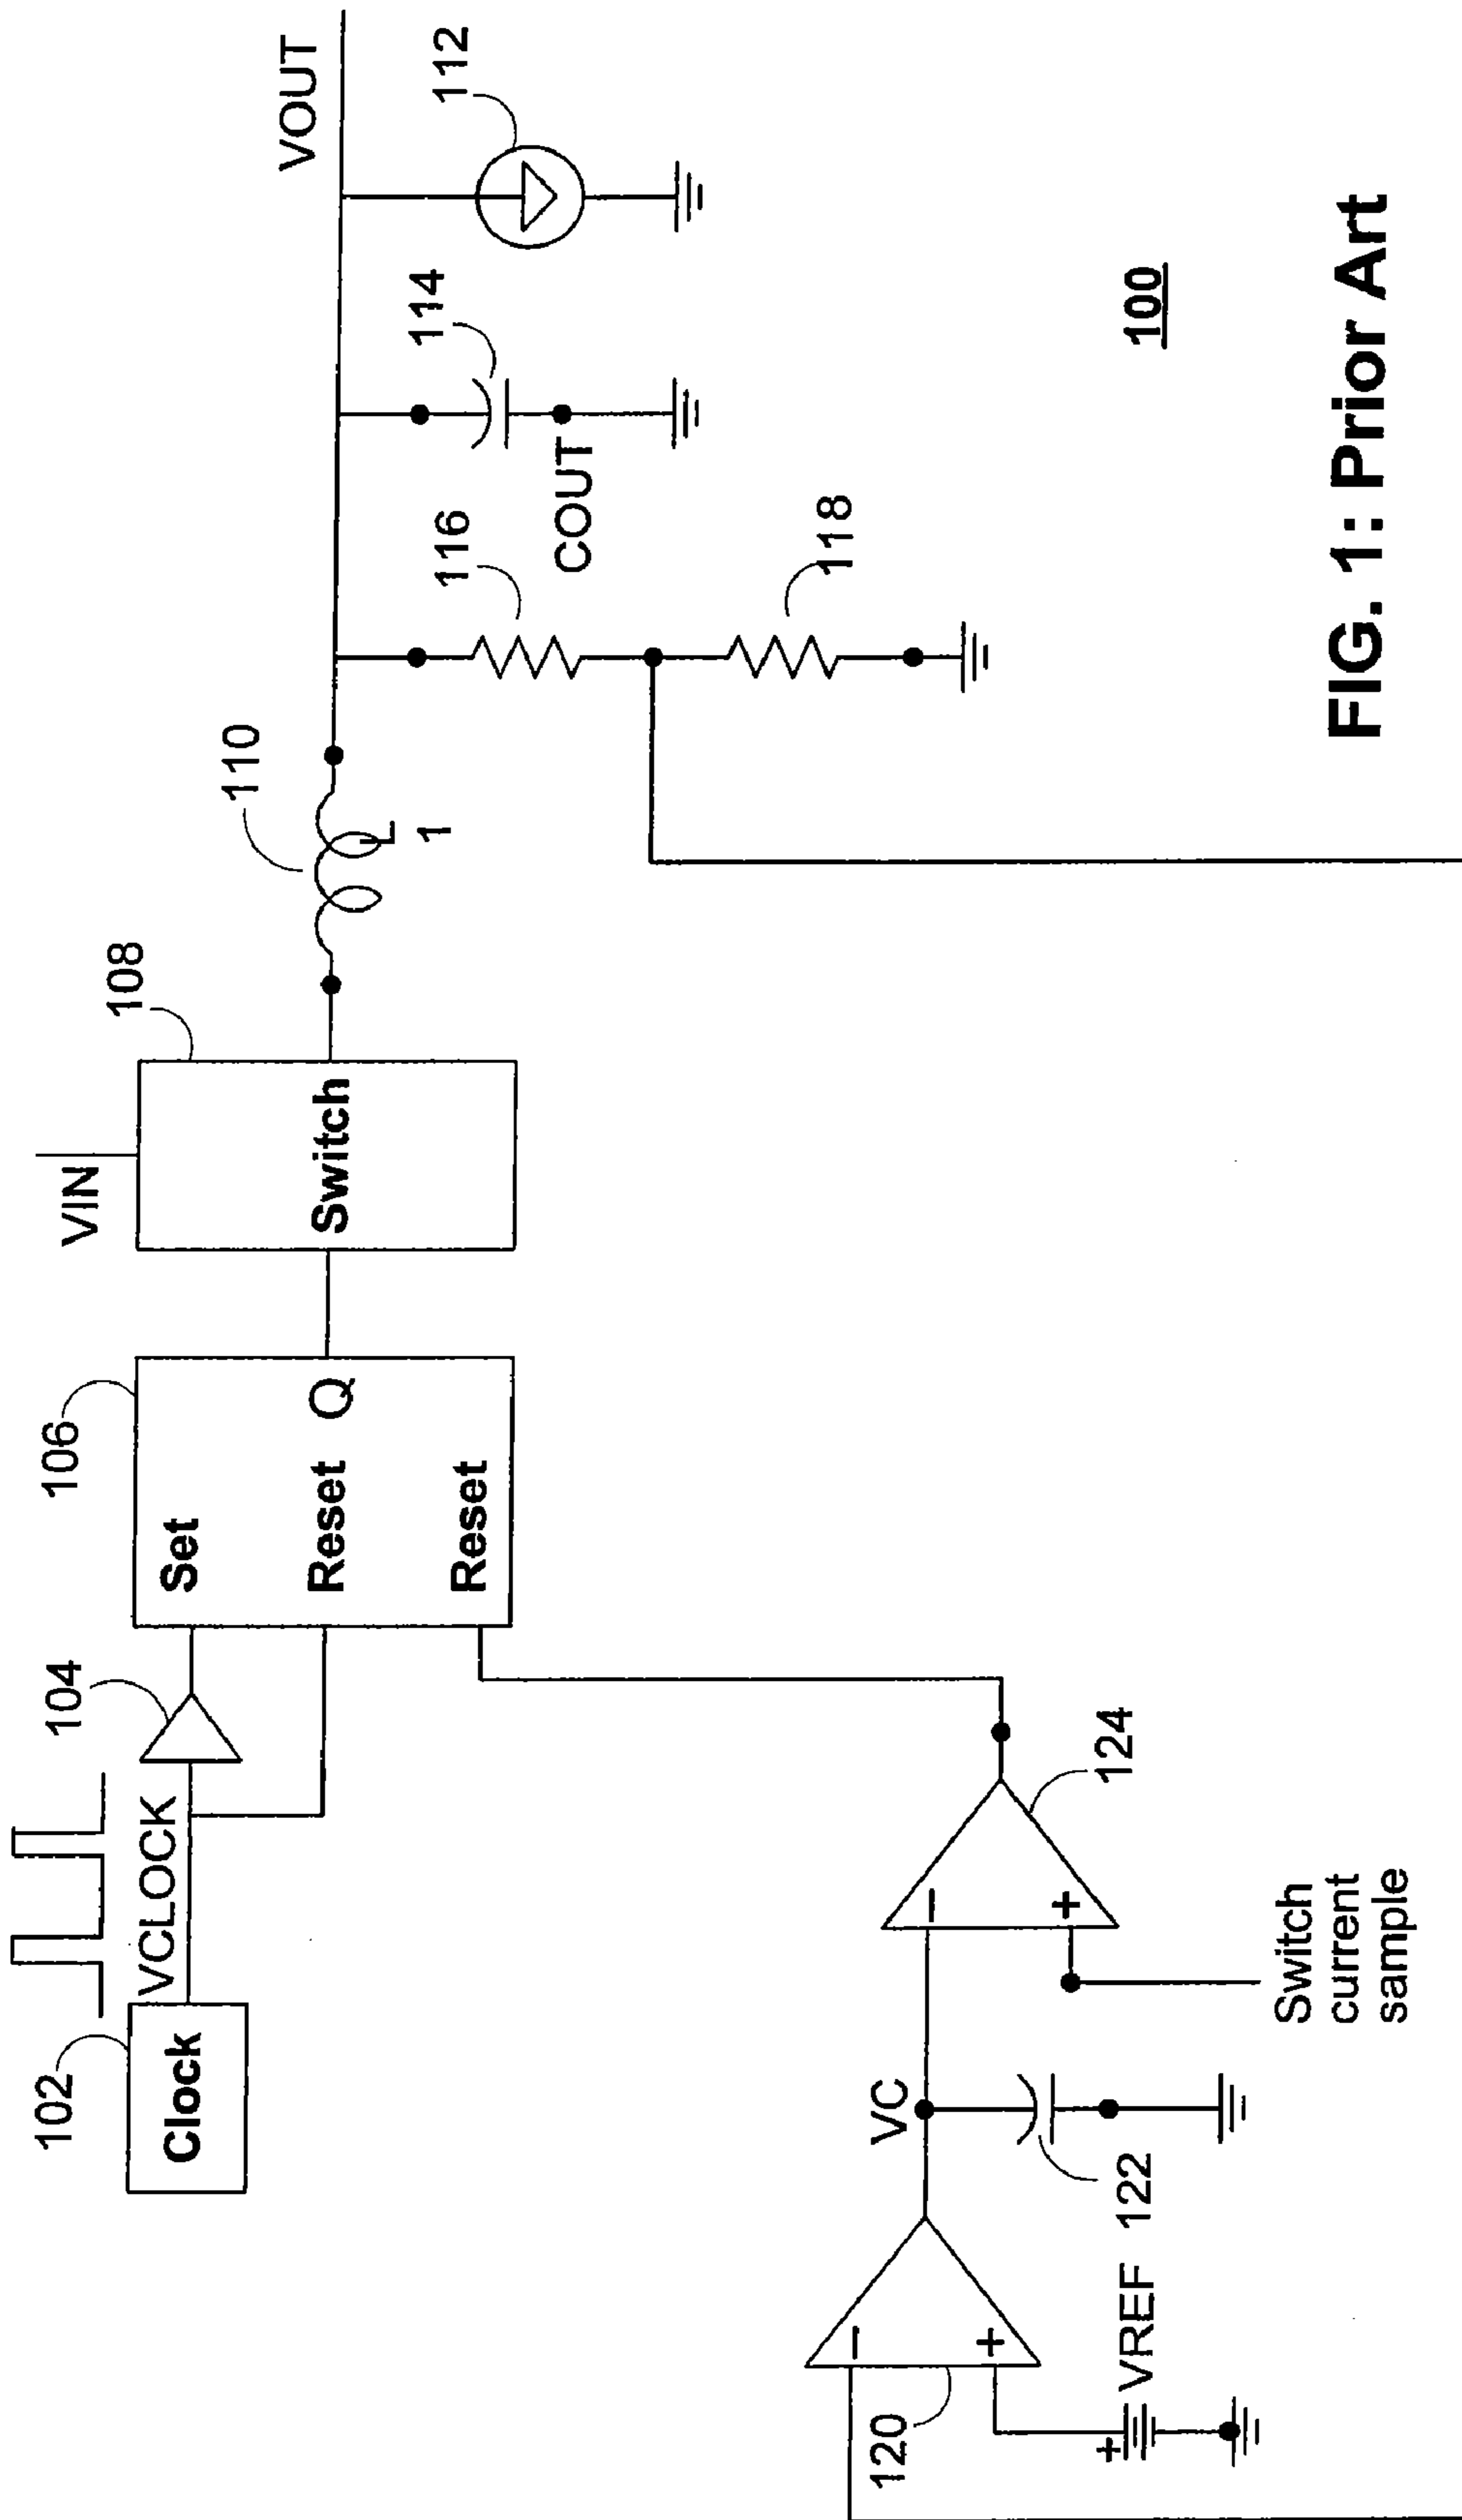 102
Clock
VCLOCK
104
106
Set
Reset Q
Reset
VIN
108
Switch
110
L
1
VOUT
112
114
COUT
116
118
120
VREF
+
−
+
VC
122
−
+
124
Switch
current
sample
100
FIG. 1: Prior Art